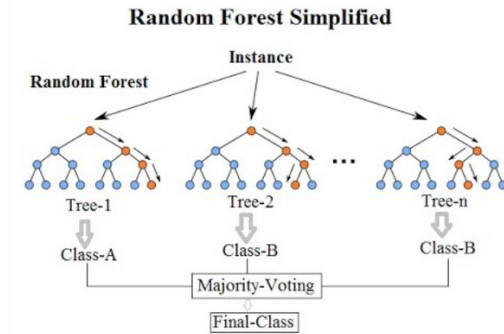 Random Forest Simplified
Instance
Random Forest
...
Tree-1
Tree-2
Tree-n
Class-A
Class-B
Class-B
Majority-Voting
Final-Class